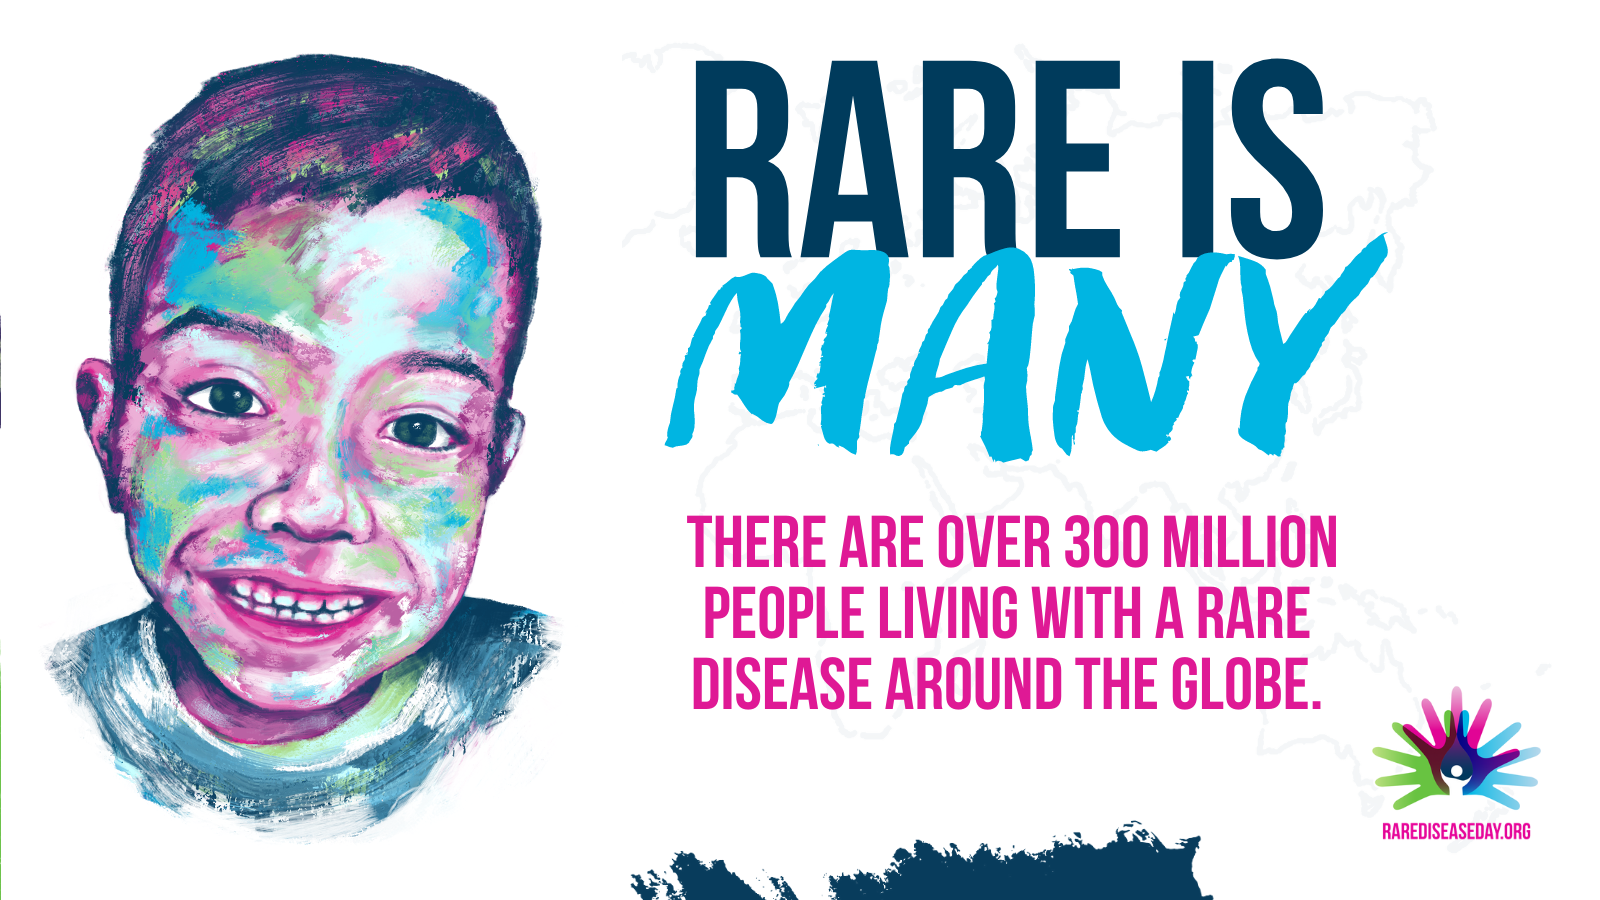 RARE IS
MANY
THERE ARE OVER 300 MILLION
PEOPLE LIVING WITH A RARE
DISEASE AROUND THE GLOBE.
RAREDISEASEDAY.ORG